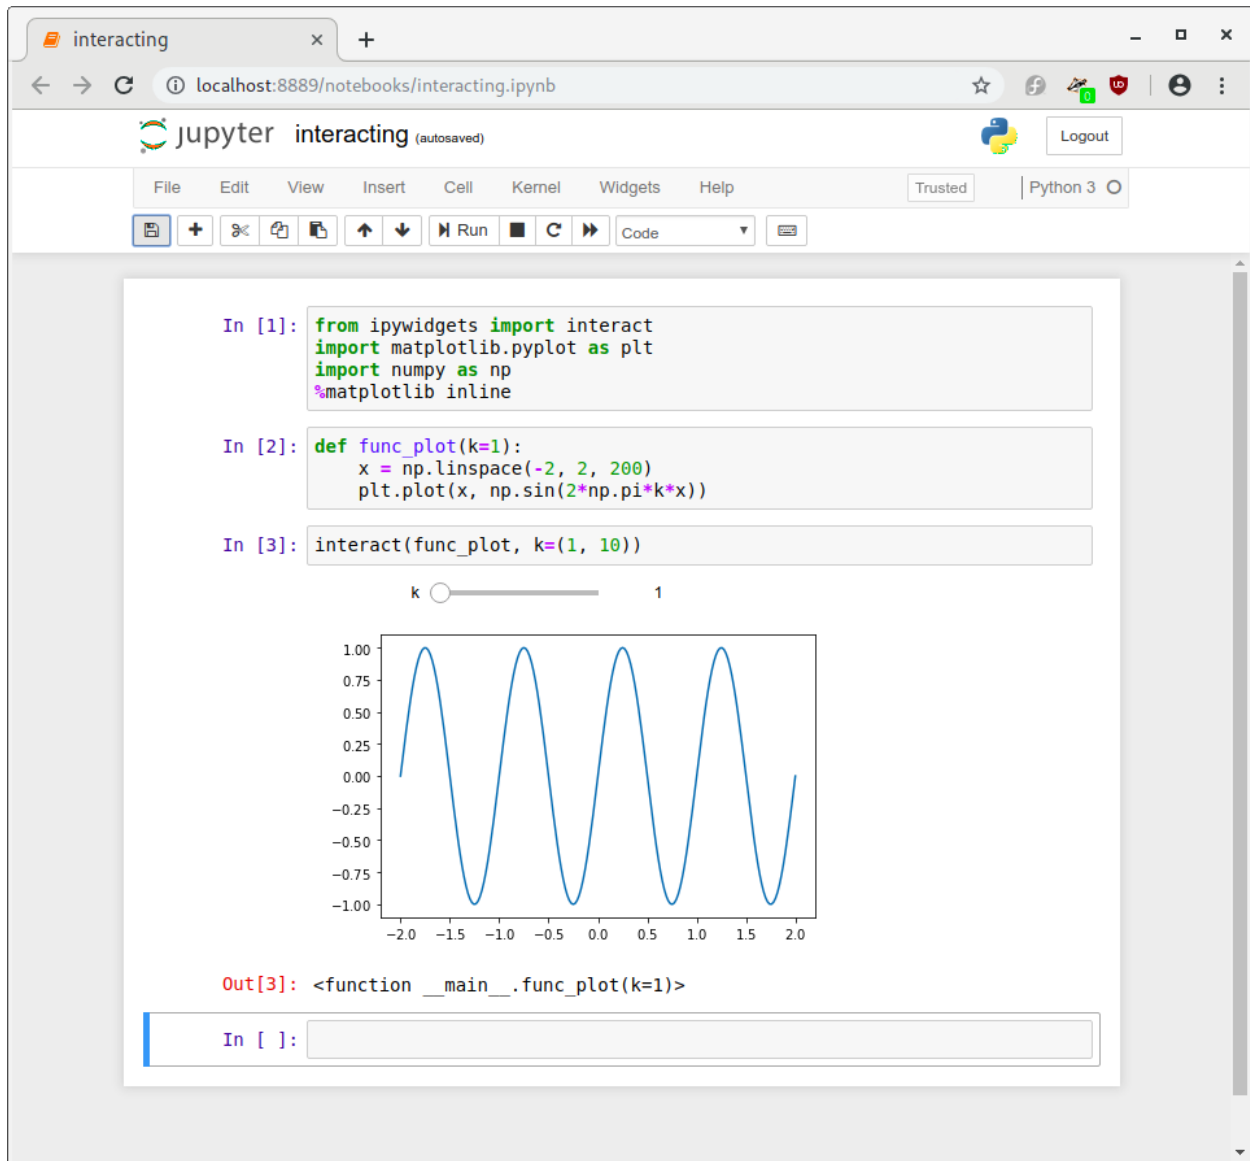 interacting
localhost:8889/notebooks/interacting.ipynb
0
UD
jupyter interacting (autosaved)
Logout
File Edit View Insert Cell Kernel Widgets Help Trusted Python 3
Run Code
In [1]: from ipywidgets import interact
import matplotlib.pyplot as plt
import numpy as np
%matplotlib inline
In [2]: def func_plot(k=1):
    x = np.linspace(-2, 2, 200)
    plt.plot(x, np.sin(2*np.pi*k*x))
In [3]: interact(func_plot, k=(1, 10))
k 1
1.00
0.75
0.50
0.25
0.00
−0.25
−0.50
−0.75
−1.00
−2.0 −1.5 −1.0 −0.5 0.0 0.5 1.0 1.5 2.0
Out[3]: <function __main__.func_plot(k=1)>
In [ ]: